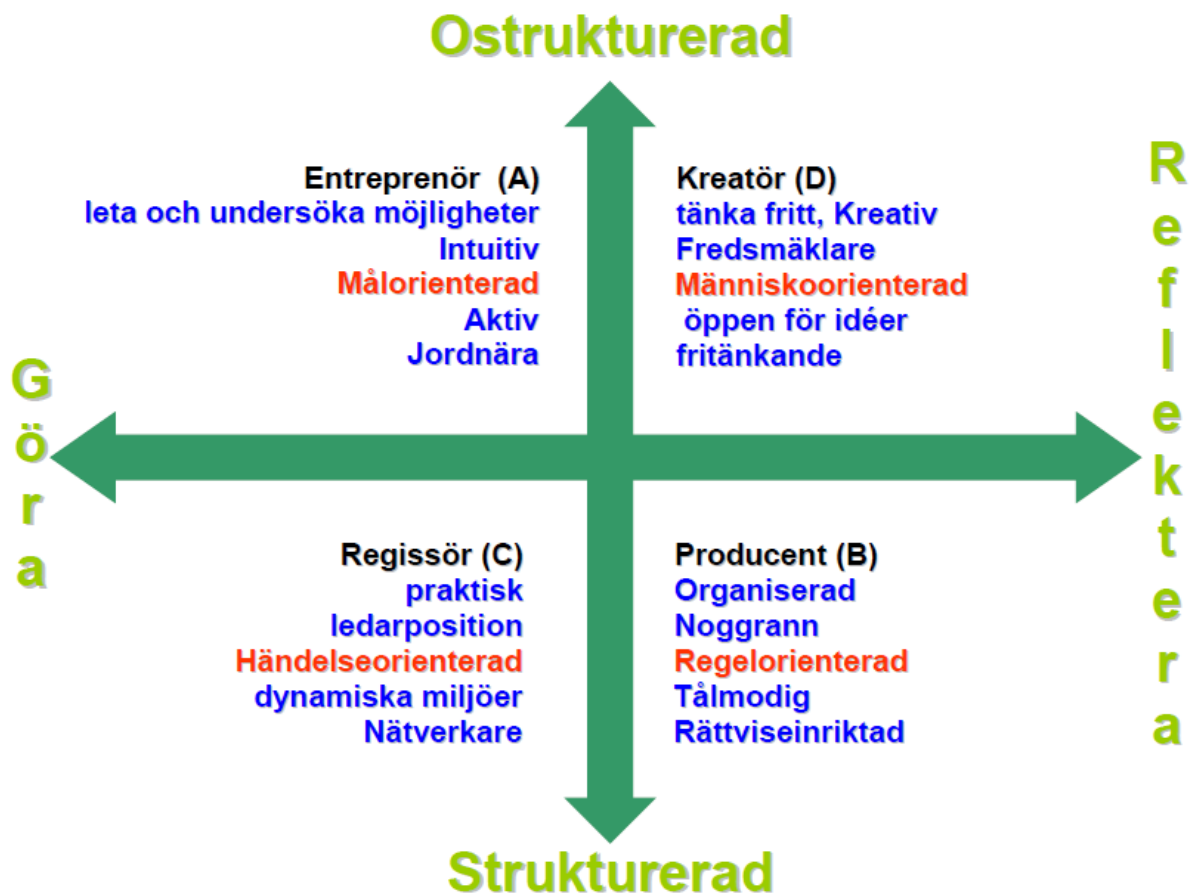 Ostrukturerad
Entreprenör (A)
leta och undersöka möjligheter
Intuitiv
Målorienterad
Aktiv
Jordnära
Kreatör (D)
tänka fritt, Kreativ
Fredsmäklare
Människoorienterad
öppen för idéer
fritänkande
Göra
Reflektera
Regissör (C)
praktisk
ledarposition
Händelseorienterad
dynamiska miljöer
Nätverkare
Producent (B)
Organiserad
Noggrann
Regelorienterad
Tålmodig
Rättviseinriktad
Strukturerad